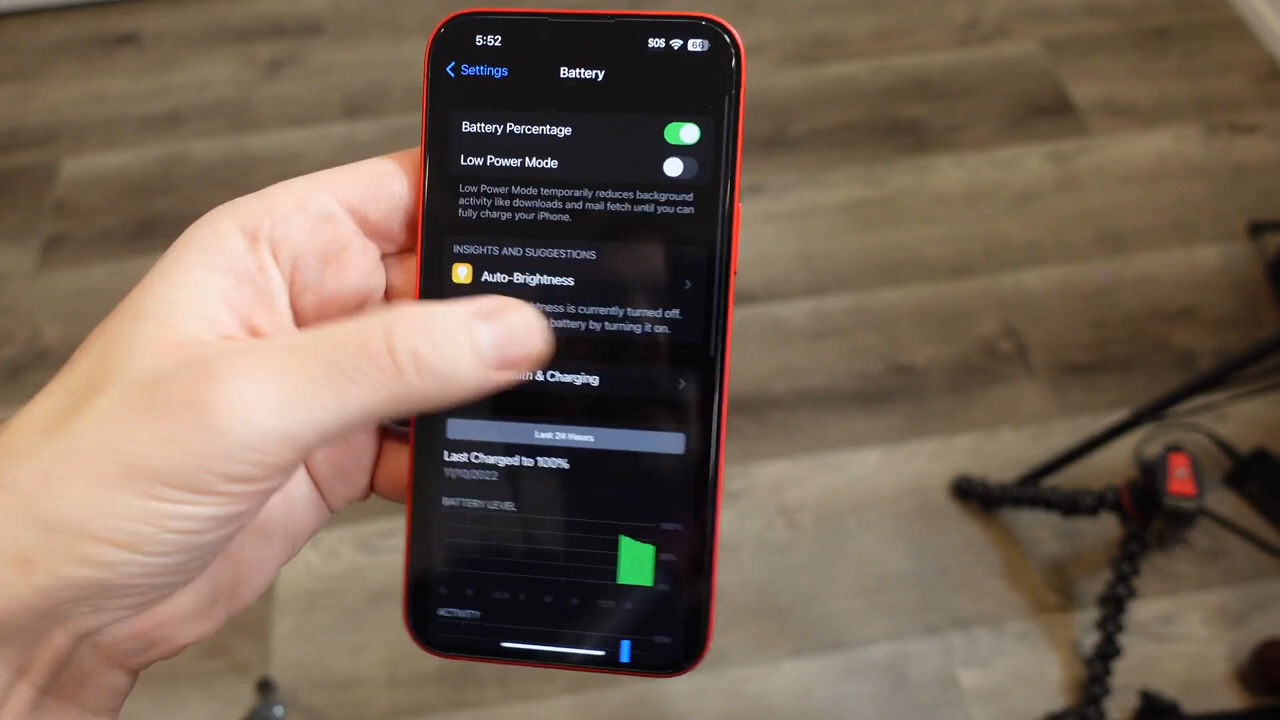 5:52 SOS 66
Settings Battery
Battery Percentage
Low Power Mode
Low Power Mode temporarily reduces background
activity like downloads and mail fetch until you can
fully charge your iPhone.
INSIGHTS AND SUGGESTIONS
Auto-Brightness
is currently turned off.
battery by turning it on.
& Charging
Last 24 Hours
Last Charged to 100%
BATTERY LEVEL
ACTIVITY